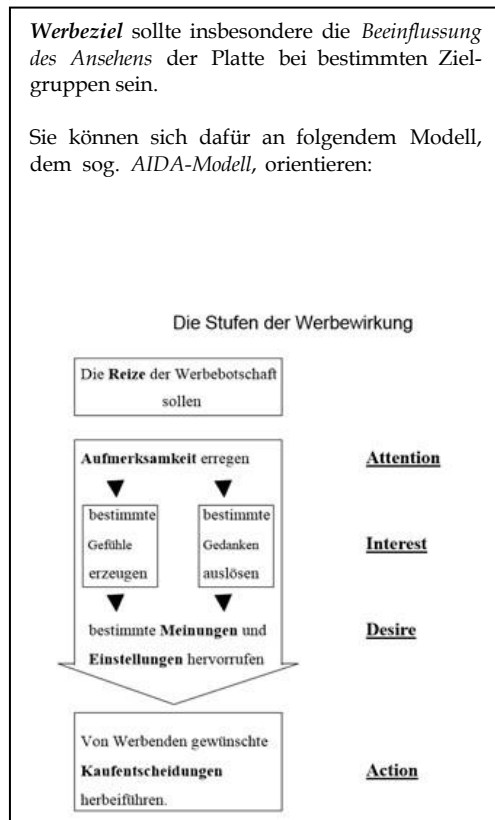 Werbeziel sollte insbesondere die Beeinflussung
des Ansehens der Platte bei bestimmten Ziel-
gruppen sein.
Sie können sich dafür an folgendem Modell,
dem sog. AIDA-Modell, orientieren:
Die Stufen der Werbewirkung
Die Reize der Werbebotschaft
sollen
Aufmerksamkeit erregen
Attention
bestimmte
Gefühle
erzeugen
bestimmte
Gedanken
auslösen
Interest
bestimmte Meinungen und
Einstellungen hervorrufen
Desire
Von Werbenden gewünschte
Kaufentscheidungen
herbeiführen.
Action